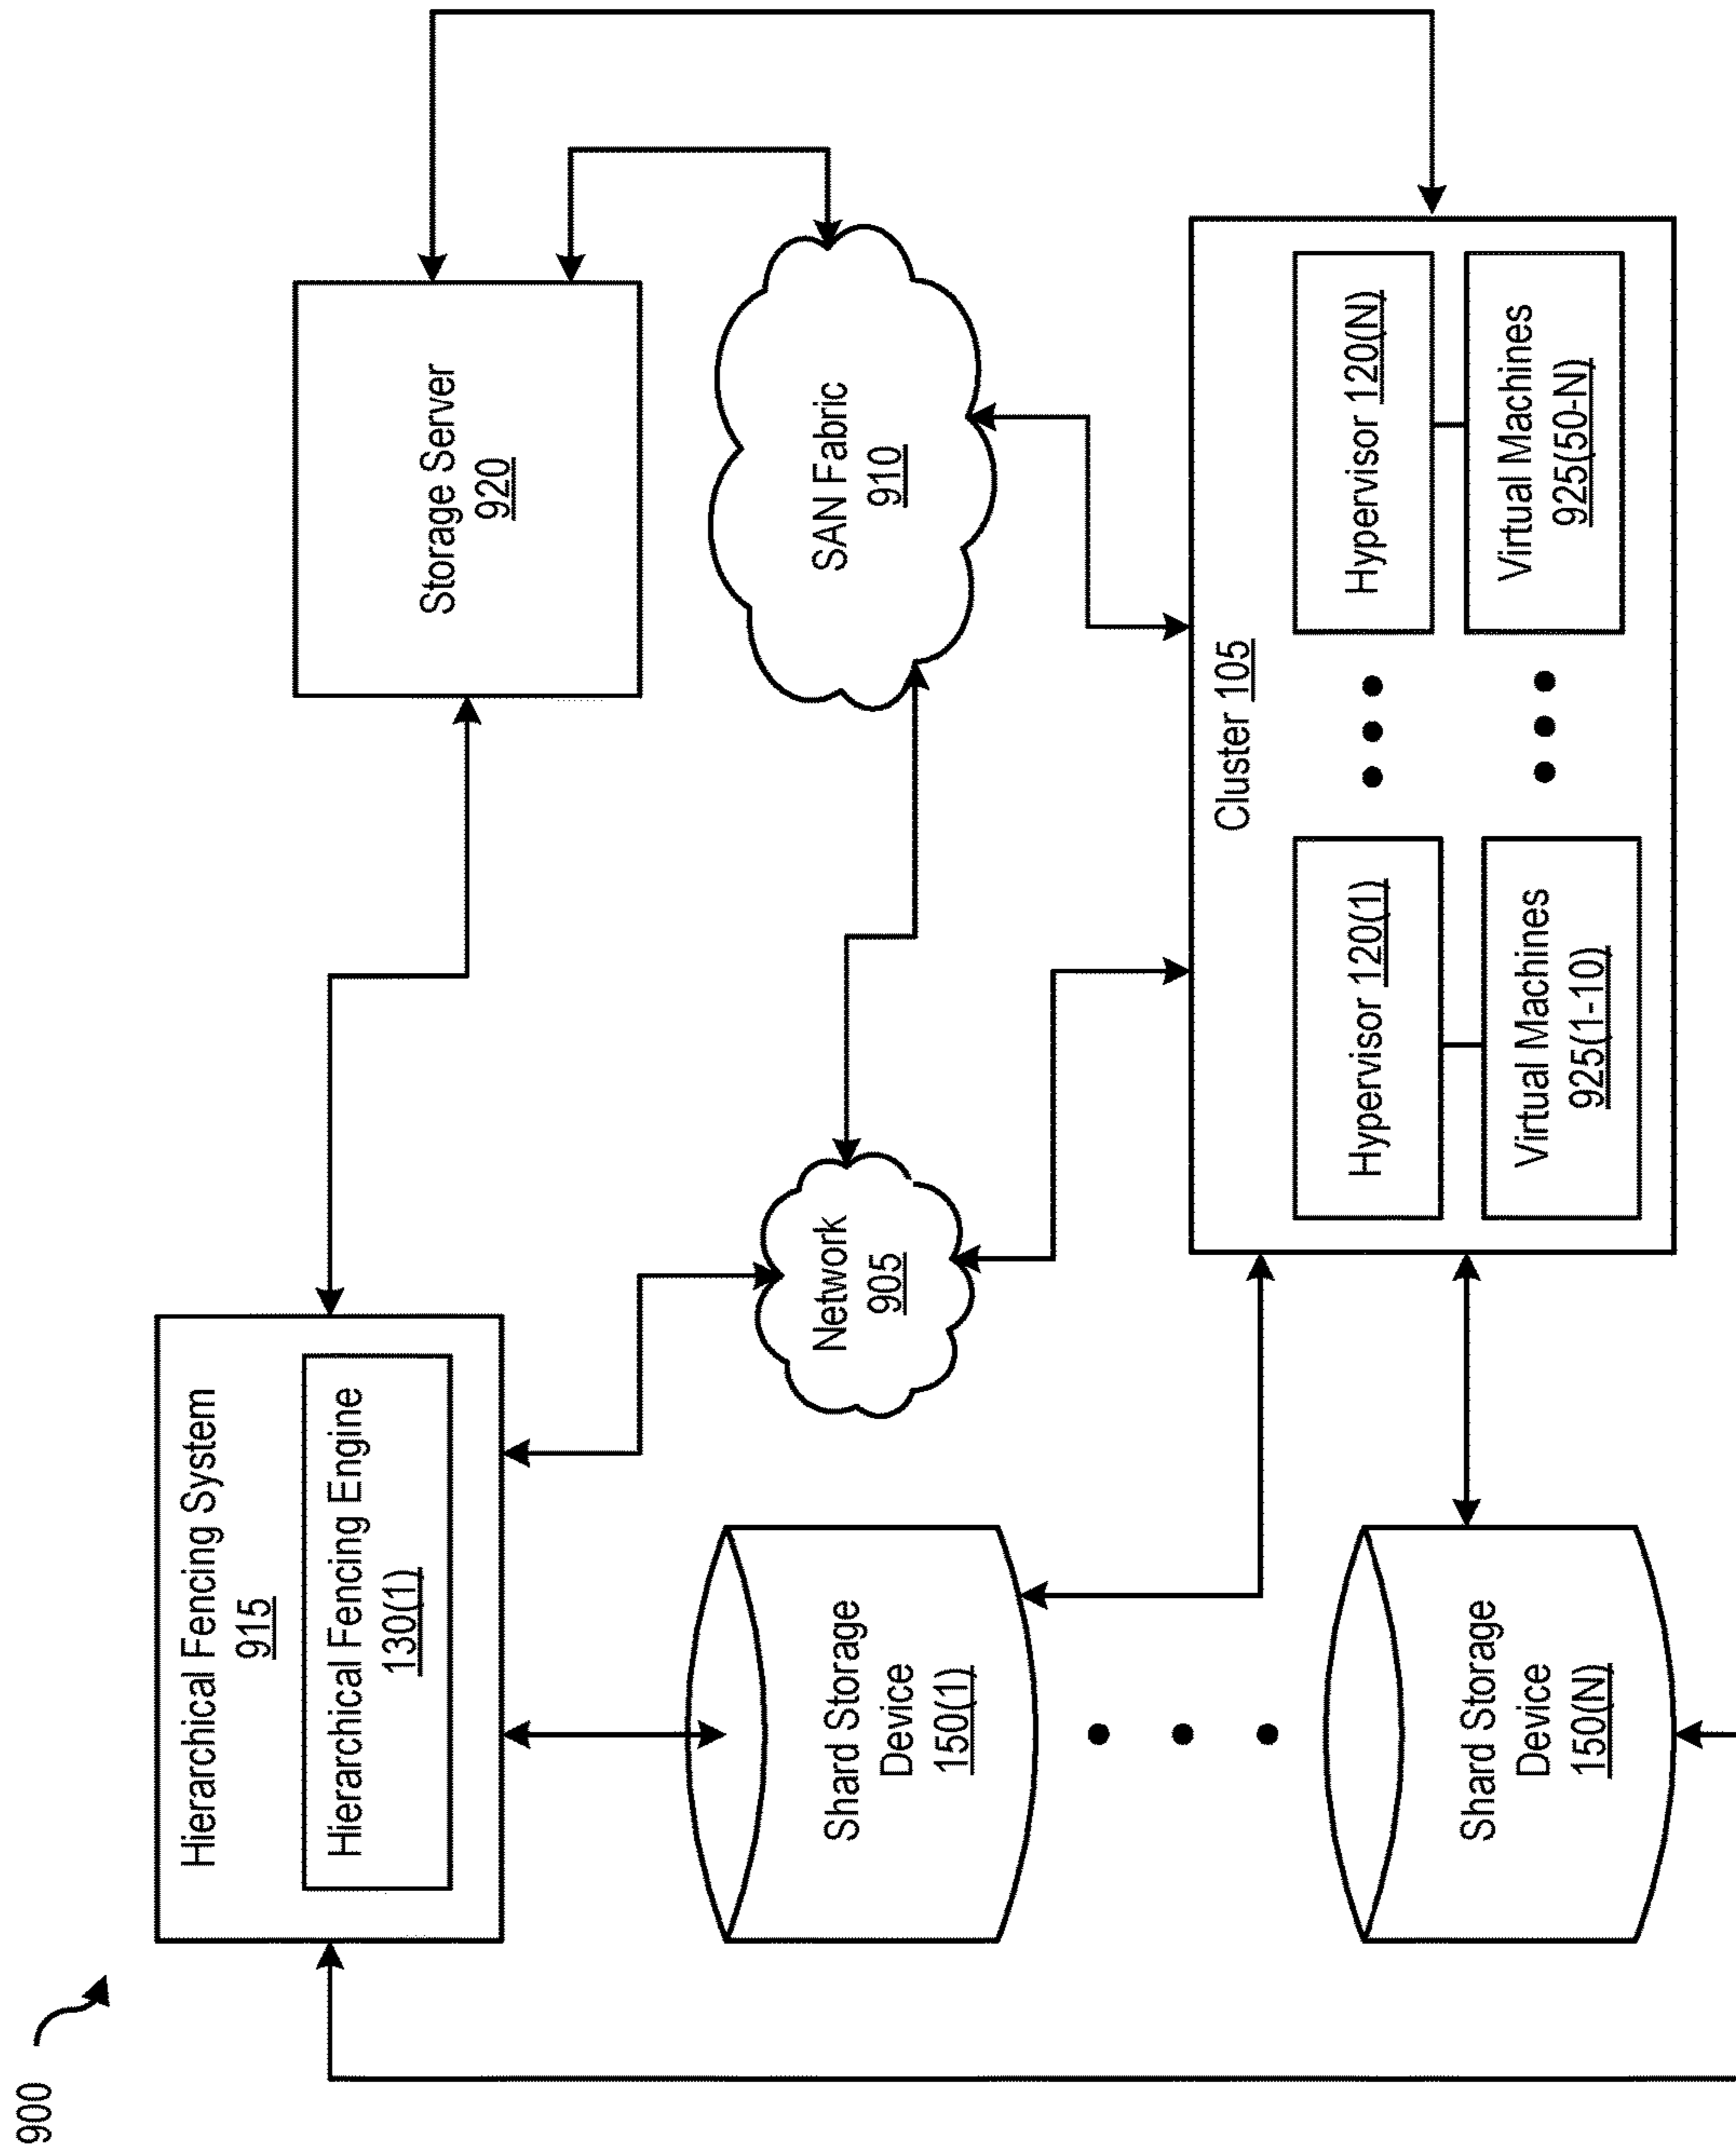 900
Hierarchical Fencing System
915
Hierarchical Fencing Engine
130(1)
Storage Server
920
Network
905
SAN Fabric
910
Shard Storage
Device
150(1)
Shard Storage
Device
150(N)
Cluster 105
Hypervisor 120(1)
Virtual Machines
925(1-10)
Hypervisor 120(N)
Virtual Machines
925(50-N)